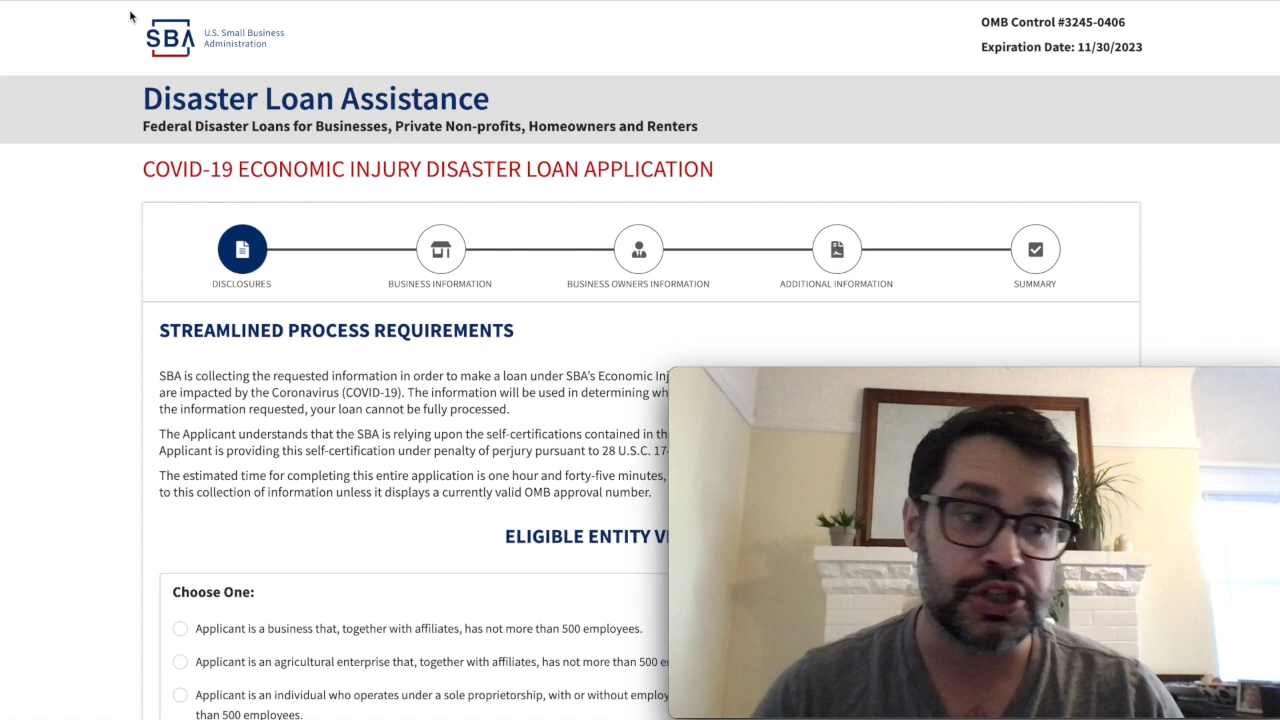 SBA
U.S. Small Business
Administration
OMB Control #3245-0406
Expiration Date: 11/30/2023
Disaster Loan Assistance
Federal Disaster Loans for Businesses, Private Non-profits, Homeowners and Renters
COVID-19 ECONOMIC INJURY DISASTER LOAN APPLICATION
DISCLOSURES
BUSINESS INFORMATION
BUSINESS OWNERS INFORMATION
ADDITIONAL INFORMATION
SUMMARY
STREAMLINED PROCESS REQUIREMENTS
SBA is collecting the requested information in order to make a loan under SBA's Economic Inj
are impacted by the Coronavirus (COVID-19). The information will be used in determining wh
the information requested, your loan cannot be fully processed.
The Applicant understands that the SBA is relying upon the self-certifications contained in th
Applicant is providing this self-certification under penalty of perjury pursuant to 28 U.S.C. 17
The estimated time for completing this entire application is one hour and forty-five minutes,
to this collection of information unless it displays a currently valid OMB approval number.
ELIGIBLE ENTITY V
Choose One:
Applicant is a business that, together with affiliates, has not more than 500 employees.
Applicant is an agricultural enterprise that, together with affiliates, has not more than 500 e
Applicant is an individual who operates under a sole proprietorship, with or without employ
than 500 employees.